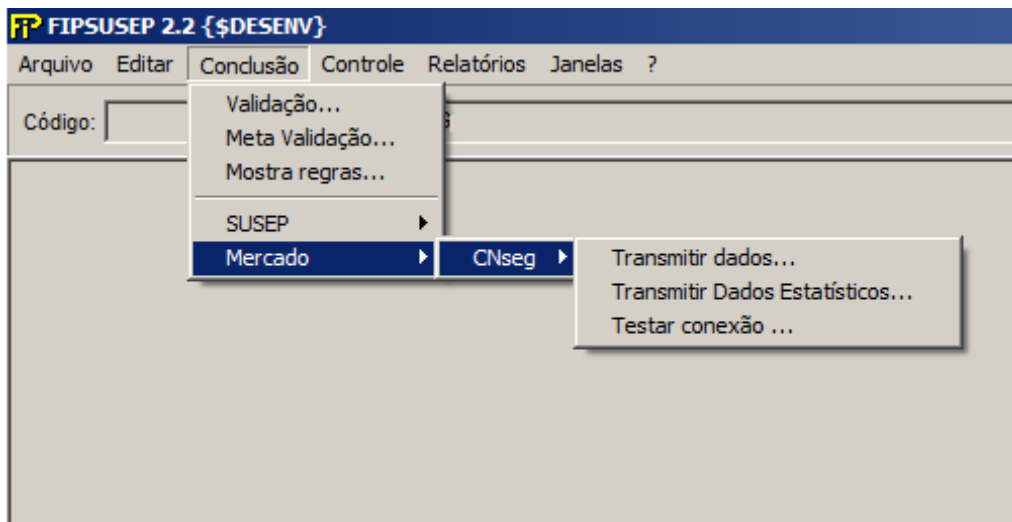 FIPSUSEP 2.2 {$DESENV}
Arquivo Editar Conclusão Controle Relatórios Janelas ?
Código:
Validação...
Meta Validação...
Mostra regras...
SUSEP
Mercado
CNseg
Transmitir dados...
Transmitir Dados Estatísticos...
Testar conexão ...